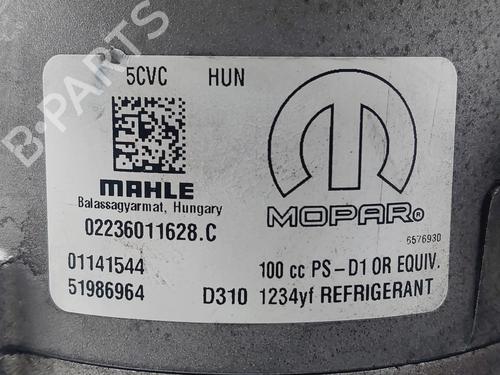 5CVC HUN
MAHLE
Balassagyarmat, Hungary
02236011628.C
MOPAR®
6576930
01141544 100 cc PS-D1 OR EQUIV.
51986964 D310 1234yf REFRIGERANT
B-PARTS